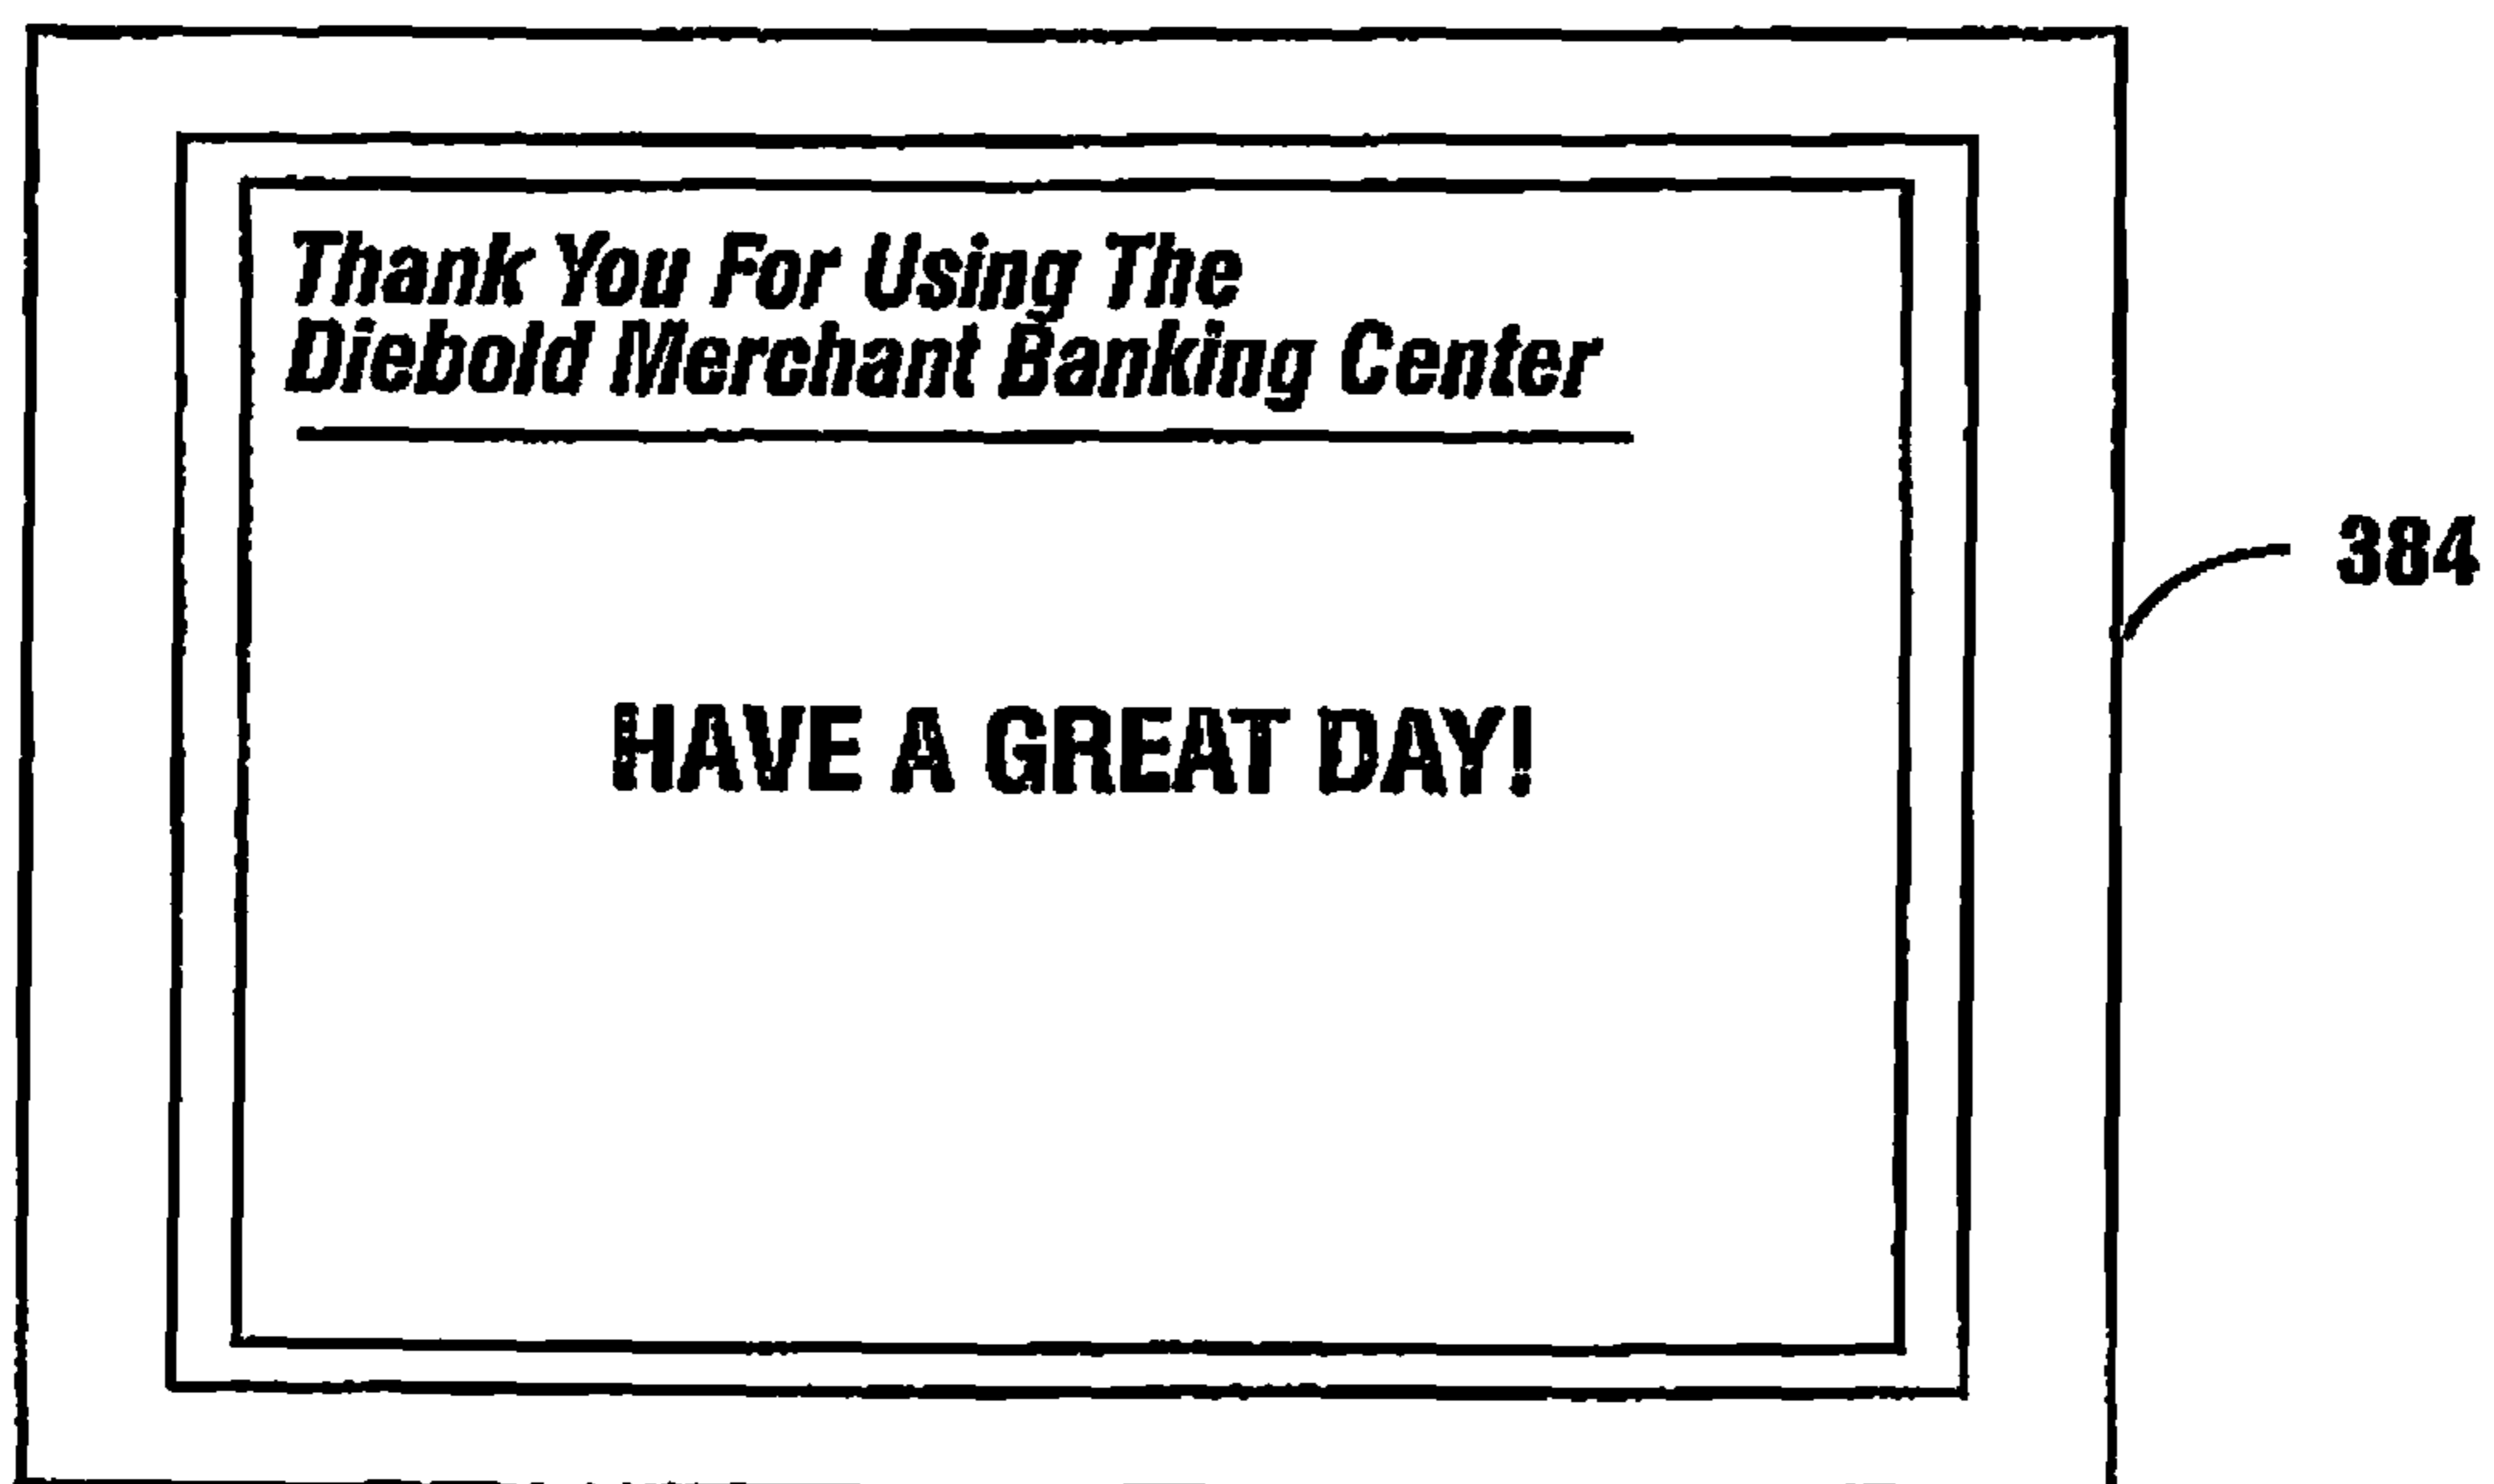 Thank You For Using The
Diebold Merchant Banking Center
384
HAVE A GREAT DAY!